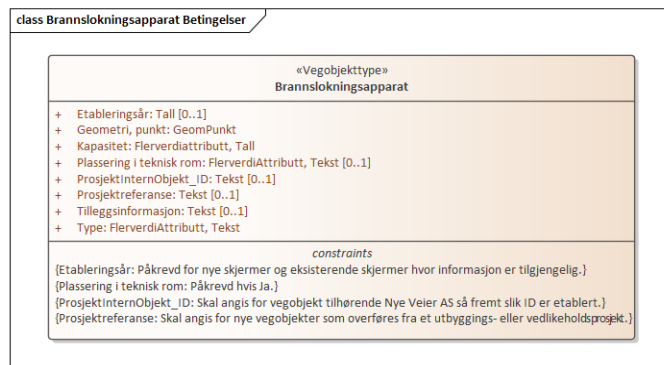 class Brannslokningsapparat Betingelser
«Vegobjekttype»
Brannslokningsapparat
+ Etableringsår: Tall [0..1]
+ Geometri, punkt: GeomPunkt
+ Kapasitet: Flerverdiattributt, Tall
+ Plassering i teknisk rom: FlerverdiAttributt, Tekst [0..1]
+ ProsjektInternObjekt_ID: Tekst [0..1]
+ Prosjektreferanse: Tekst [0..1]
+ Tilleggsinformasjon: Tekst [0..1]
+ Type: FlerverdiAttributt, Tekst
constraints
{Etableringsår: Påkrevd for nye skjermer og eksisterende skjermer hvor informasjon er tilgjengelig.}
{Plassering i teknisk rom: Påkrevd hvis Ja.}
{ProsjektInternObjekt_ID: Skal angis for vegobjekt tilhørende Nye Veier AS så fremt slik ID er etablert.}
{Prosjektreferanse: Skal angis for nye vegobjekter som overføres fra et utbyggings- eller vedlikeholdsprosjekt.}